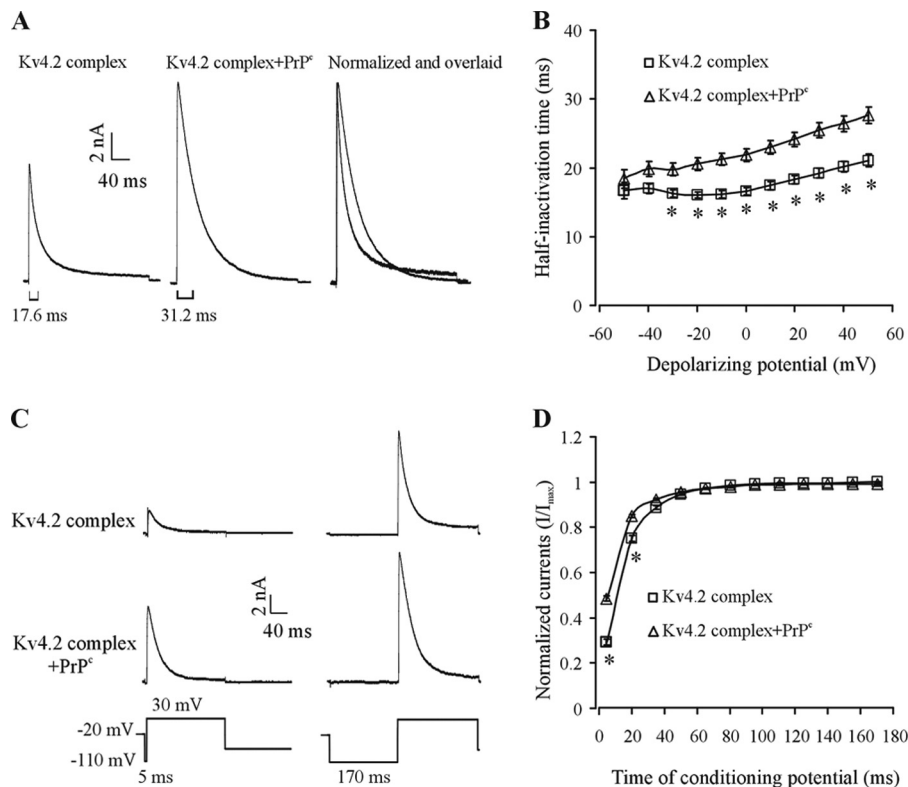 A
Kv4.2 complex
Kv4.2 complex+PrPᶜ
Normalized and overlaid
2 nA
40 ms
17.6 ms
31.2 ms
B
Half-inactivation time (ms)
40
30
20
10
0
Kv4.2 complex
Kv4.2 complex+PrPᶜ
* * * * * * * * *
-60 -40 -20 0 20 40 60
Depolarizing potential (mV)
C
Kv4.2 complex
Kv4.2 complex
+PrPᶜ
2 nA
40 ms
30 mV
-20 mV
-110 mV
5 ms
170 ms
D
Normalized currents (I/Imax)
1.2
1
0.8
0.6
0.4
0.2
0
*
Kv4.2 complex
Kv4.2 complex+PrPᶜ
*
0 20 40 60 80 100 120 140 160 180
Time of conditioning potential (ms)